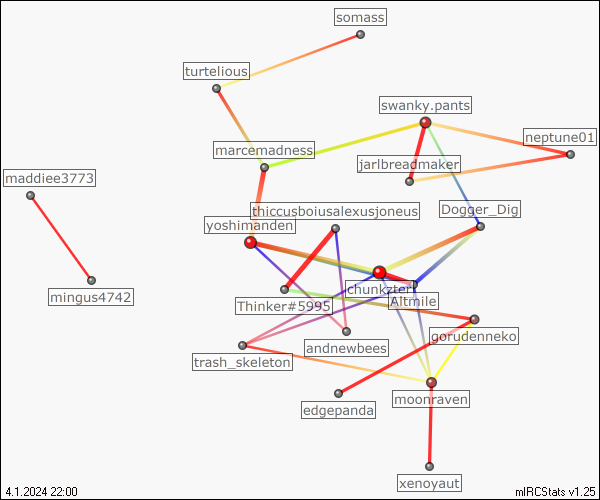 somass
turtelious
swanky.pants
neptune01
marcemadness
jarlbreadmaker
maddiee3773
thiccusboiusalexusjoneus
Dogger_Dig
yoshimanden
mingus4742
chunkzter
Thinker#5995
Altmile
gorudenneko
andnewbees
trash_skeleton
moonraven
edgepanda
xenoyaut
4.1.2024 22:00
mIRCStats v1.25